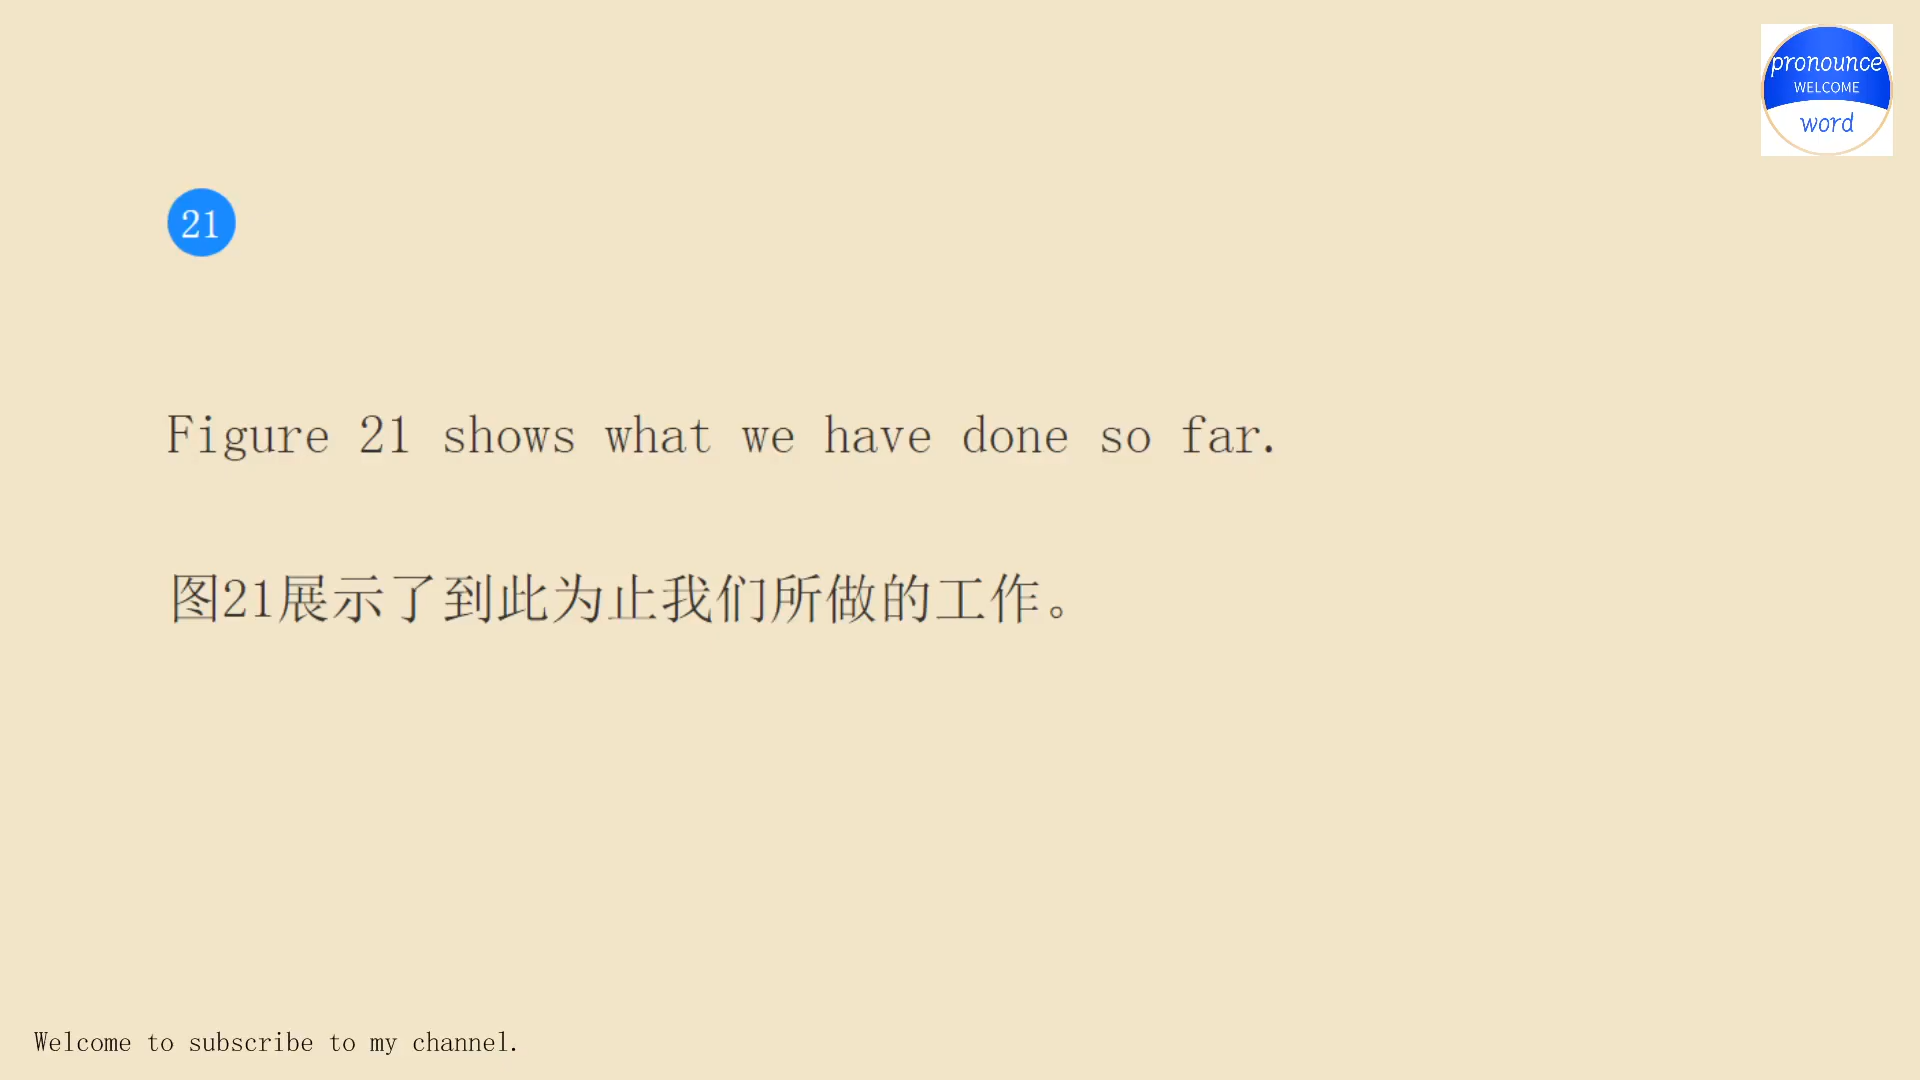 pronounce
WELCOME
word
21
Figure 21 shows what we have done so far.
图21展示了到此为止我们所做的工作。
Welcome to subscribe to my channel.